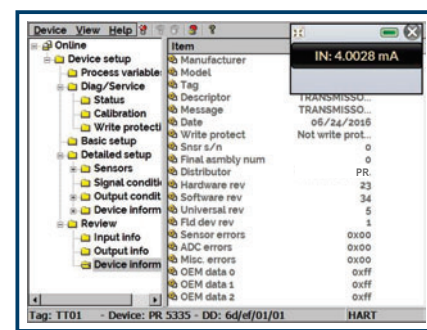 Device View Help
Online
Device setup
Process variable
Diag/Service
Status
Calibration
Write protecti
Basic setup
Detailed setup
Sensors
Signal conditi
Output condit
Device inform
Review
Input info
Output info
Device inform
Item
Manufacturer
Model
Tag
Descriptor TRANSMISSO...
Message TRANSMISSO...
Date 06/24/2016
Write protect Not write prot...
Snsr s/n 0
Final asmbly num 0
Distributor PR
Hardware rev 23
Software rev 34
Universal rev 5
Fld dev rev 1
Sensor errors 0x00
ADC errors 0x00
Misc. errors 0x00
OEM data 0 0xff
OEM data 1 0xff
OEM data 2 0xff
IN: 4.0028 mA
Tag: TT01 - Device: PR 5335 - DD: 6d/ef/01/01 HART